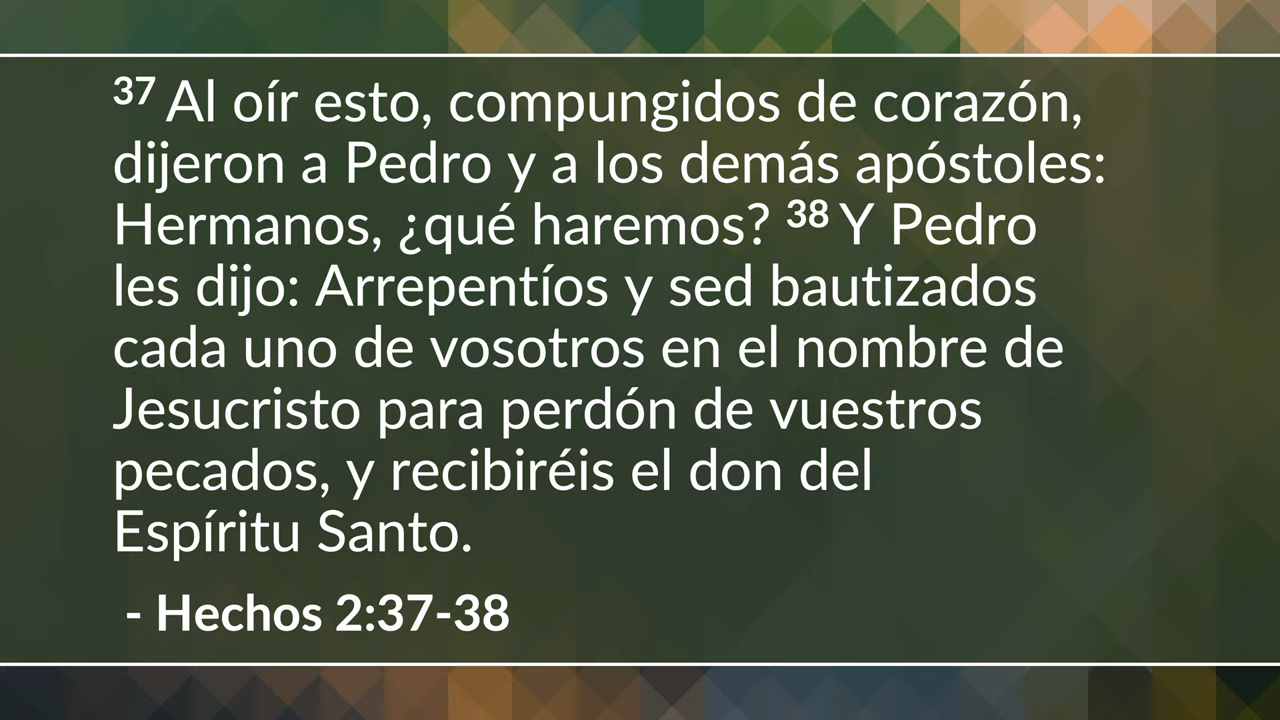 37 Al oír esto, compungidos de corazón,
dijeron a Pedro y a los demás apóstoles:
Hermanos, ¿qué haremos? 38 Y Pedro
les dijo: Arrepentíos y sed bautizados
cada uno de vosotros en el nombre de
Jesucristo para perdón de vuestros
pecados, y recibiréis el don del
Espíritu Santo.
- Hechos 2:37-38